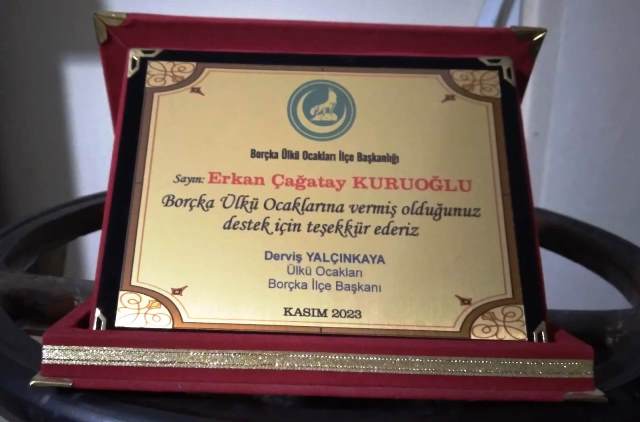 Borçka Ülkü Ocakları İlçe Başkanlığı
Sayın: Erkan Çağatay KURUOĞLU
Borçka Ülkü Ocaklarına vermiş olduğunuz
destek için teşekkür ederiz
Derviş YALÇINKAYA
Ülkü Ocakları
Borçka İlçe Başkanı
KASIM 2023